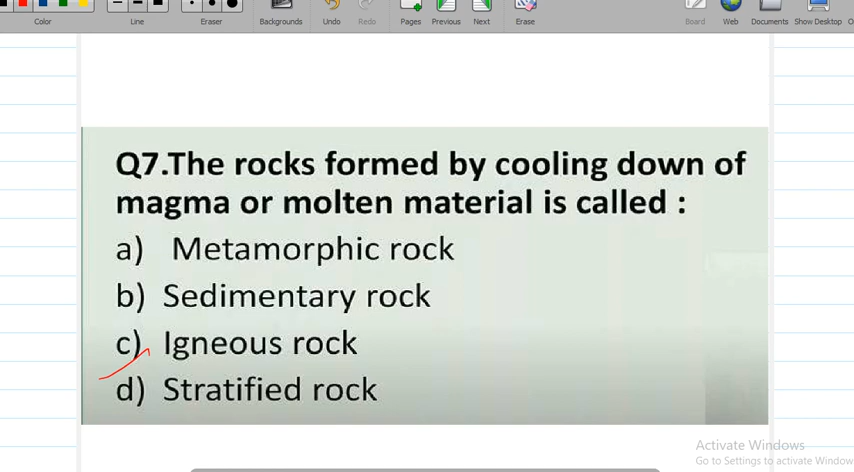 Color Line Eraser Backgrounds Undo Redo Pages Previous Next Erase Board Web Documents Show Desktop O
Q7.The rocks formed by cooling down of
magma or molten material is called :
a) Metamorphic rock
b) Sedimentary rock
c) Igneous rock
d) Stratified rock
Activate Windows
Go to Settings to activate Window